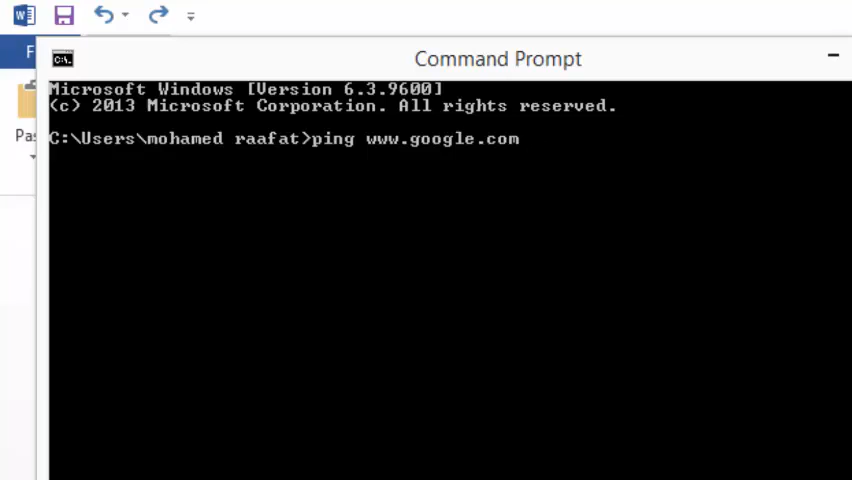 Command Prompt
Microsoft Windows [Version 6.3.9600]
(c) 2013 Microsoft Corporation. All rights reserved.
C:\Users\mohamed raafat>ping www.google.com
F
Pas